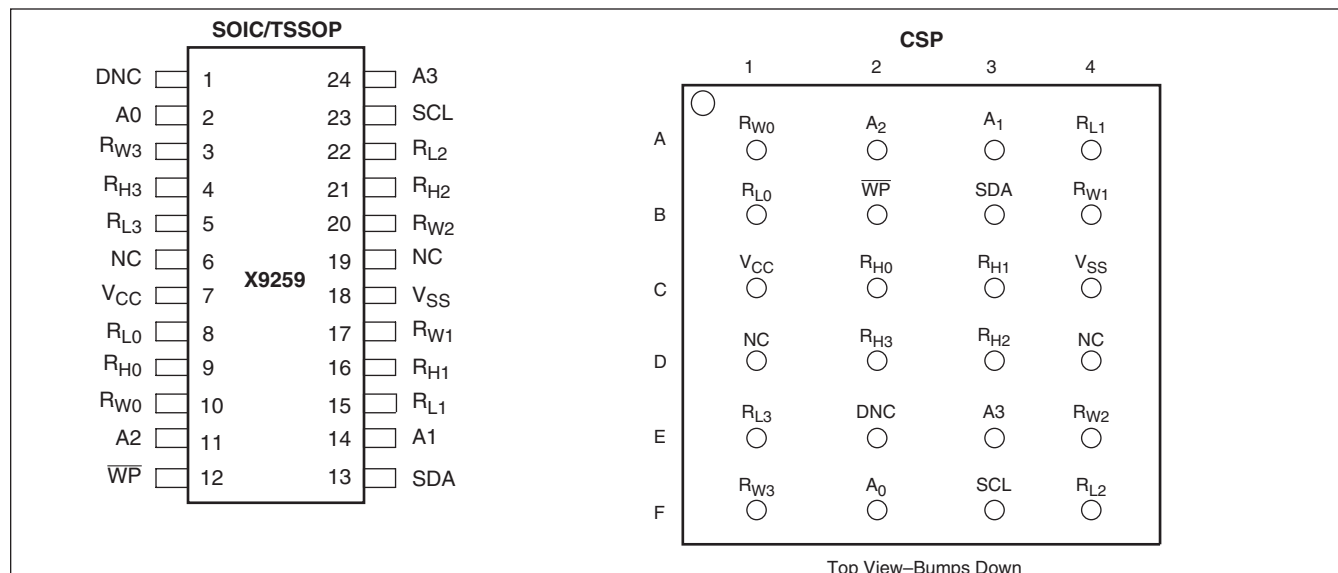 SOIC/TSSOP
DNC 1 24 A3
A0 2 23 SCL
RW3 3 22 RL2
RH3 4 21 RH2
RL3 5 20 RW2
NC 6 19 NC
X9259
VCC 7 18 VSS
RL0 8 17 RW1
RH0 9 16 RH1
RW0 10 15 RL1
A2 11 14 A1
WP 12 13 SDA
CSP
1 2 3 4
A RW0 A2 A1 RL1
B RL0 WP SDA RW1
C VCC RH0 RH1 VSS
D NC RH3 RH2 NC
E RL3 DNC A3 RW2
F RW3 A0 SCL RL2
Top View–Bumps Down